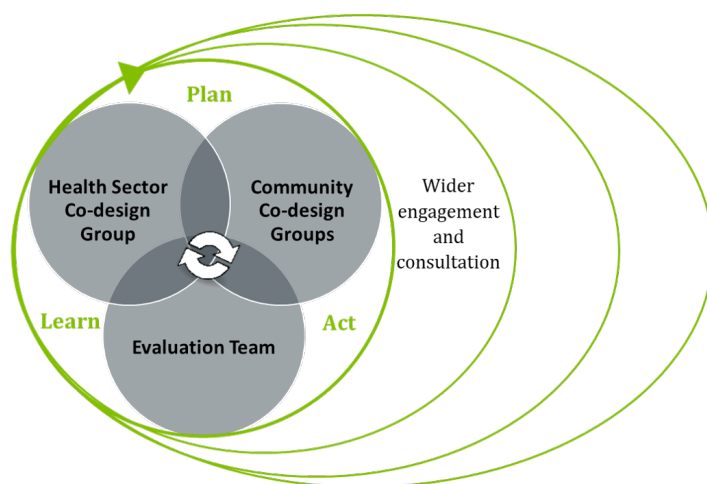 Plan
Health Sector
Co-design
Group
Community
Co-design
Groups
Wider
engagement
and
consultation
Learn
Act
Evaluation Team